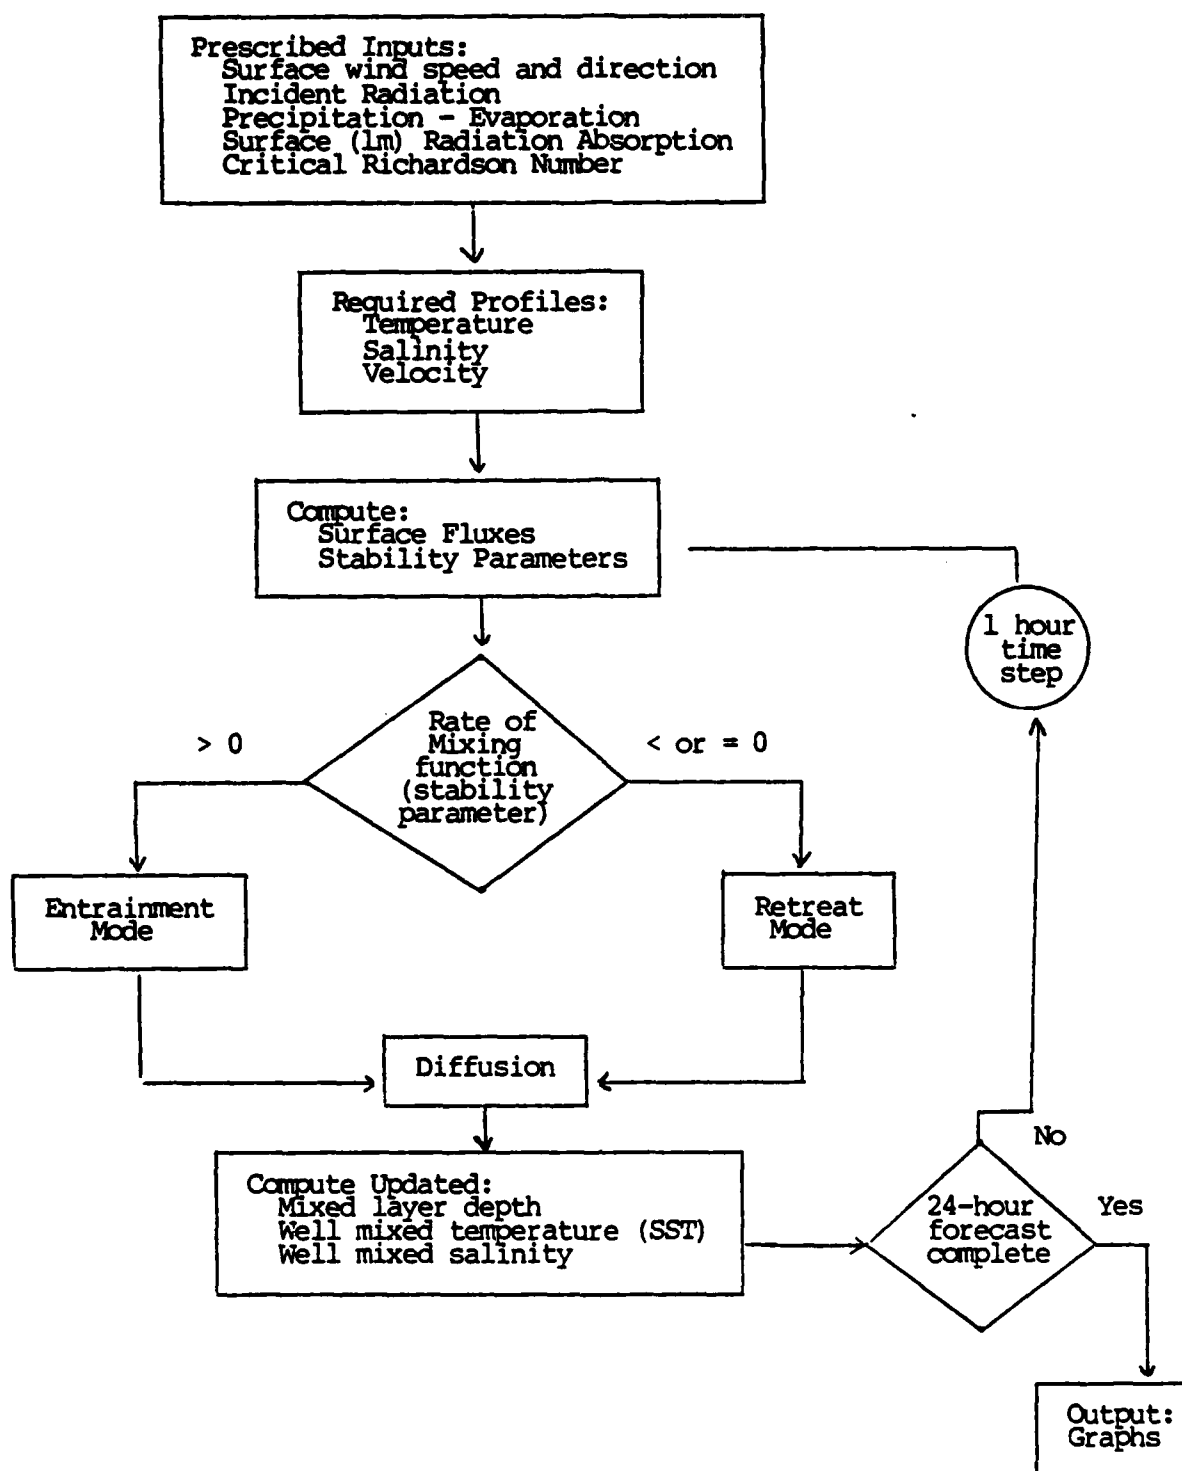 Prescribed Inputs:
Surface wind speed and direction
Incident Radiation
Precipitation - Evaporation
Surface (1m) Radiation Absorption
Critical Richardson Number
Required Profiles:
Temperature
Salinity
Velocity
Compute:
Surface Fluxes
Stability Parameters
1 hour
time
step
Rate of
Mixing
function
(stability
parameter)
> 0
< or = 0
Entrainment
Mode
Retreat
Mode
Diffusion
Compute Updated:
Mixed layer depth
Well mixed temperature (SST)
Well mixed salinity
24-hour
forecast
complete
No
Yes
Output:
Graphs